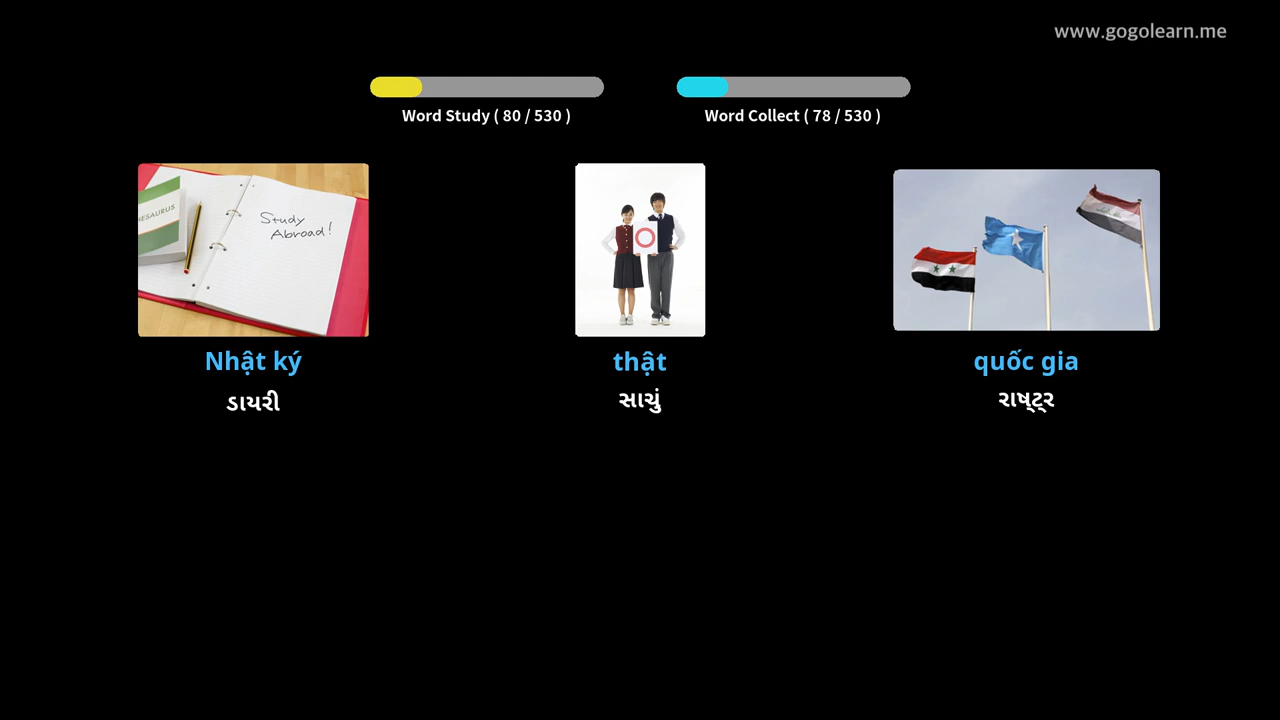 www.gogolearn.me
Word Study ( 80 / 530 )
Word Collect ( 78 / 530 )
HESAURUS
Study
Abroad!
Nhật ký
thật
quốc gia
ડાયરી
સાચું
રાષ્ટ્ર